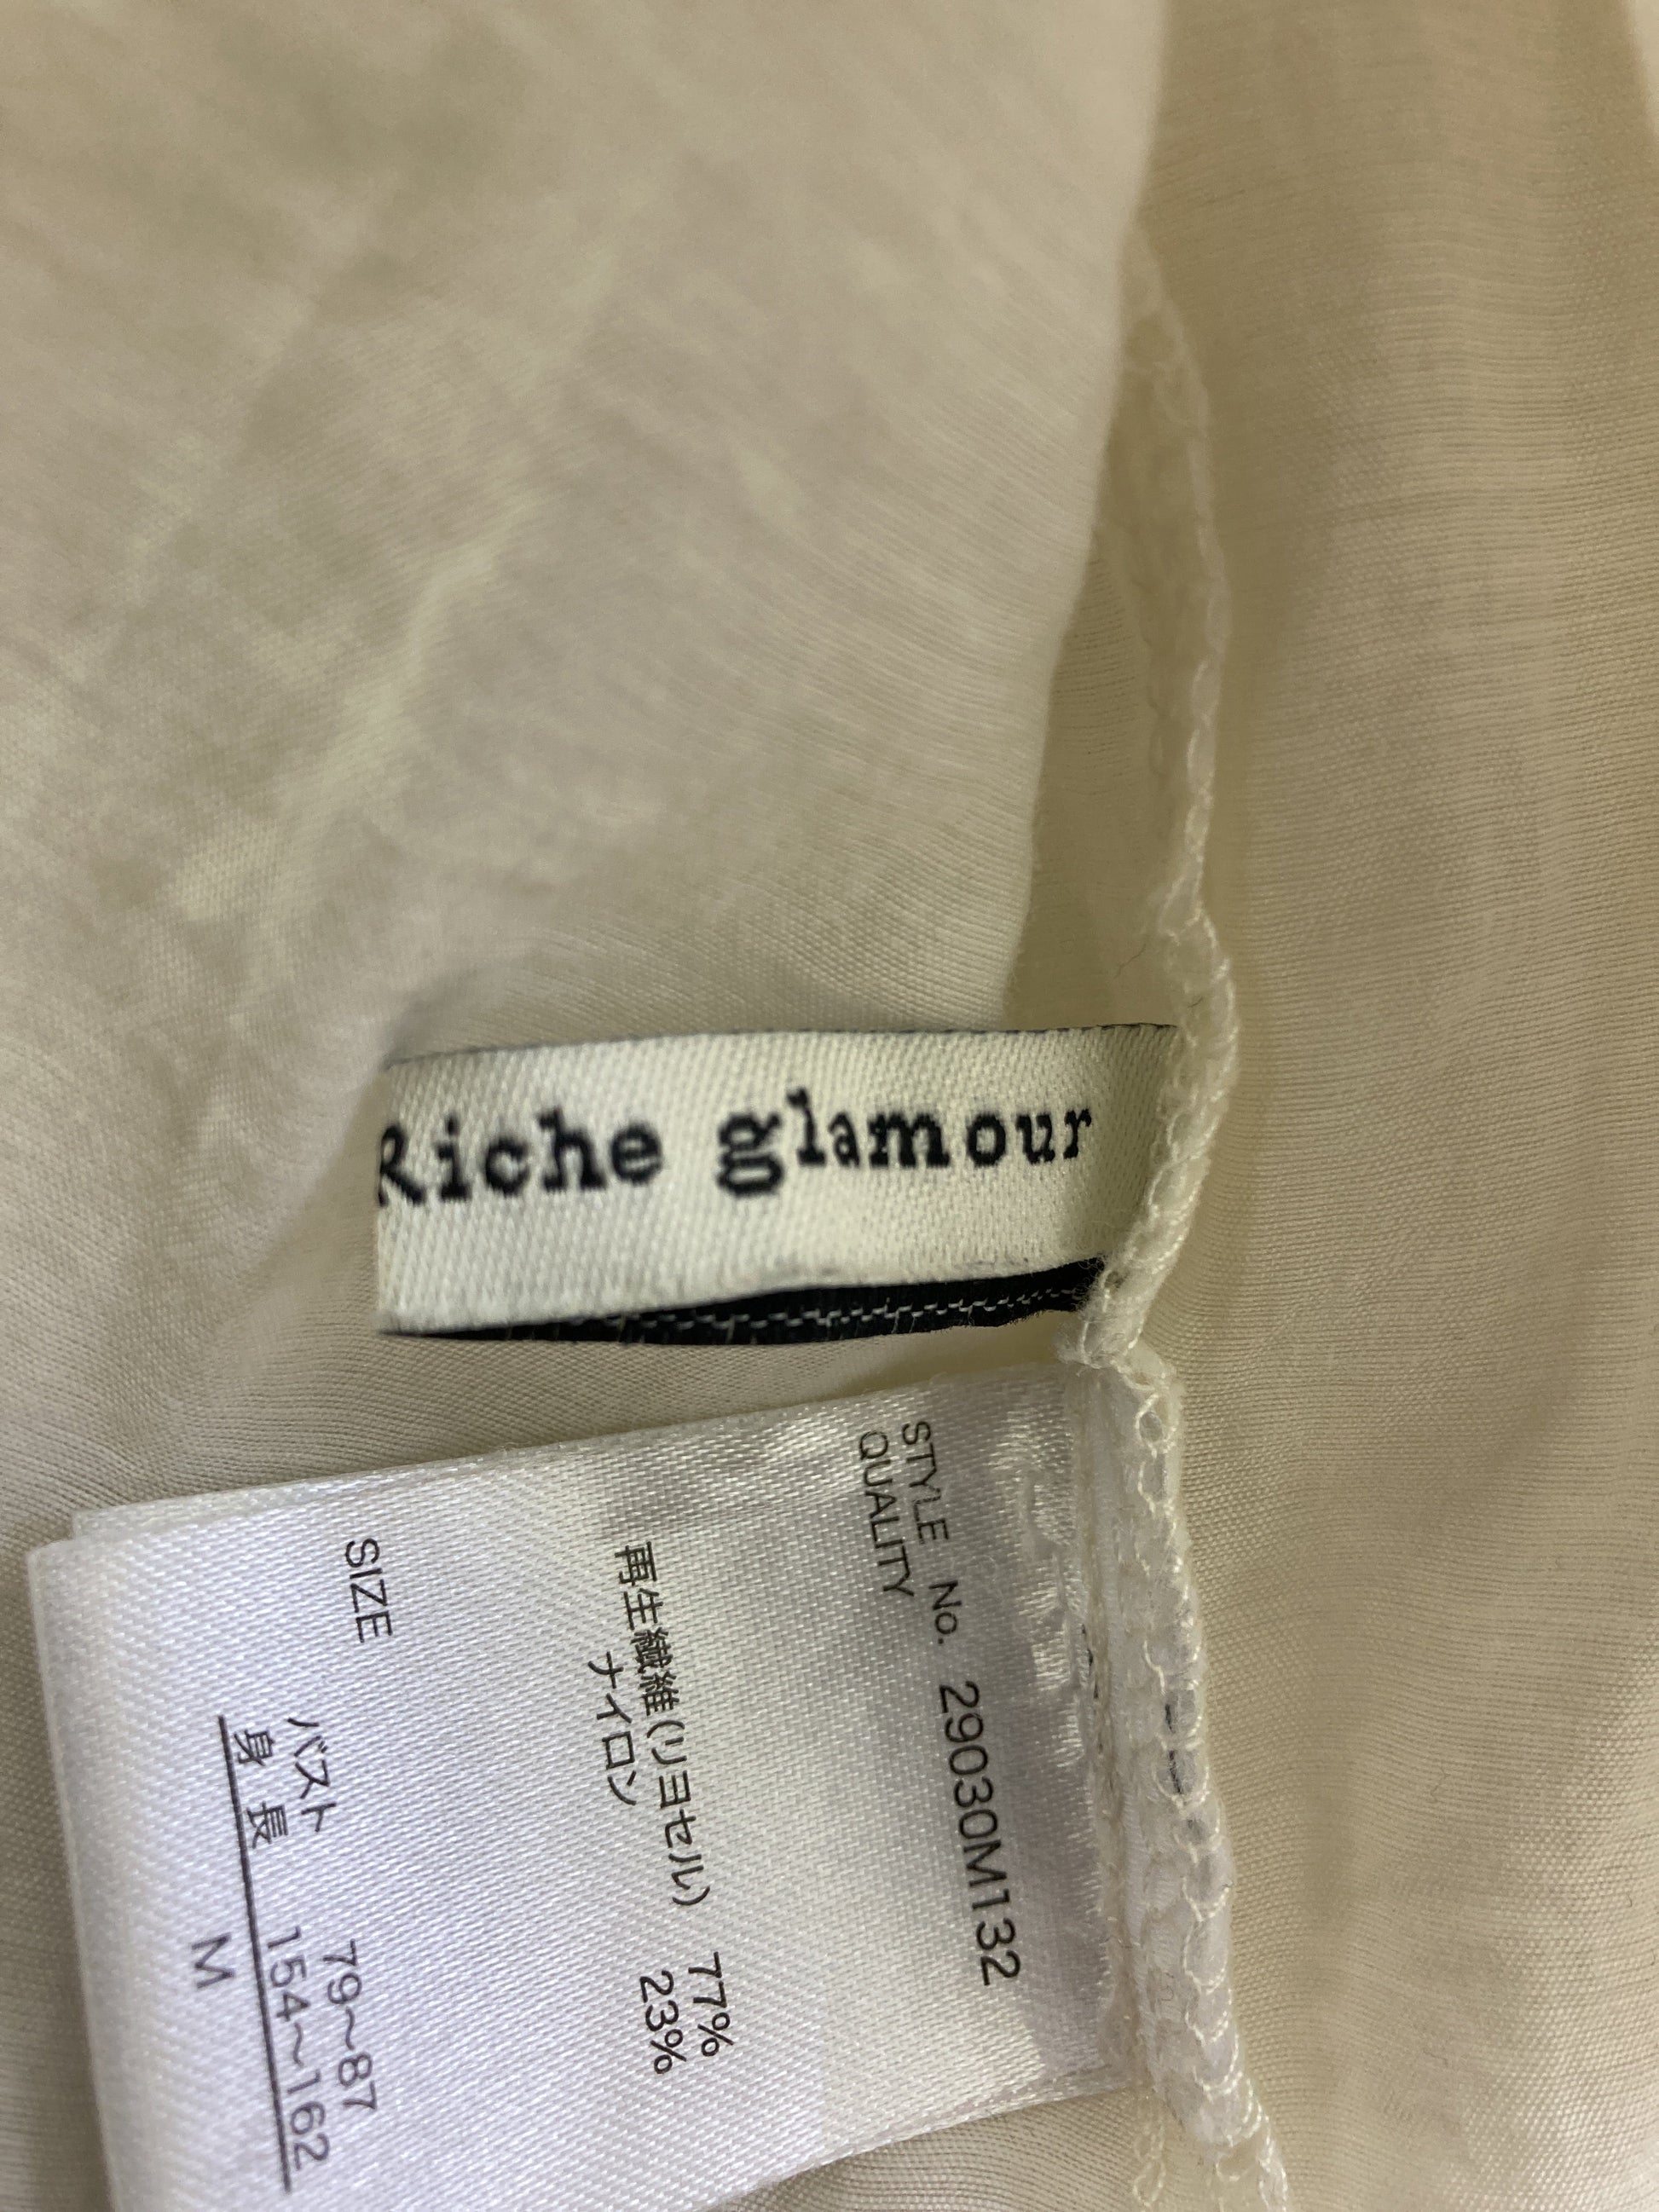 Riche glamour
STYLE No. 29030M132
QUALITY
再生繊維(リヨセル) 77%
ナイロン 23%
SIZE
バスト 79~87
身長 154~162
M